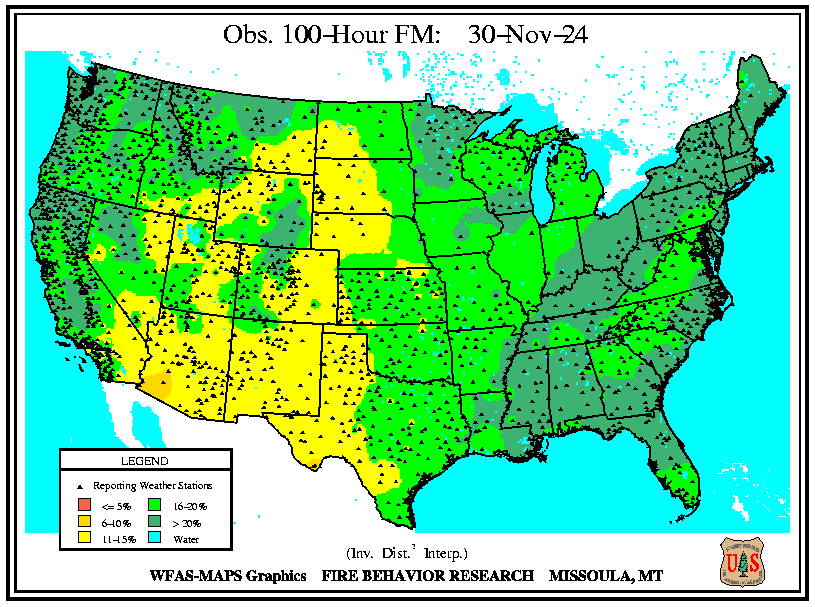 Obs. 100-Hour FM: 30-Nov-24
LEGEND
Reporting Weather Stations
<= 5%
16-20%
6-10%
> 20%
11-15%
Water
(Inv. Dist.² Interp.)
WFAS-MAPS Graphics FIRE BEHAVIOR RESEARCH MISSOULA, MT
U S